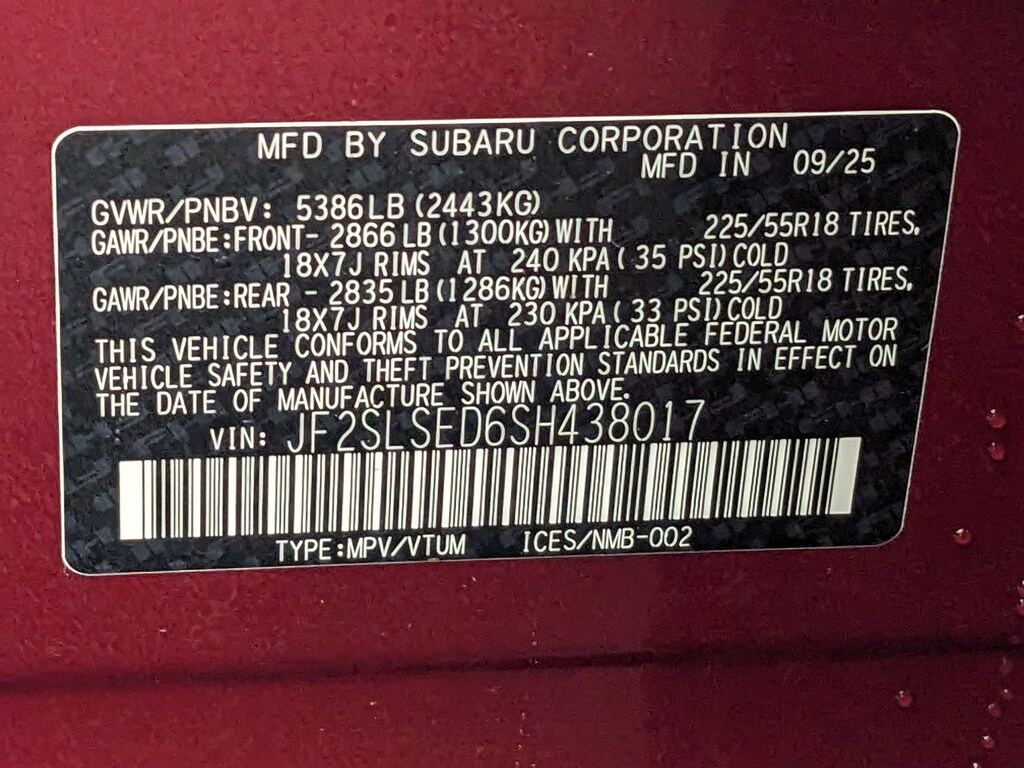 MFD BY SUBARU CORPORATION
MFD IN 09/25
GVWR/PNBV: 5386LB (2443KG)
GAWR/PNBE:FRONT- 2866 LB (1300KG) WITH 225/55R18 TIRES.
18X7J RIMS AT 240 KPA ( 35 PSI) COLD
GAWR/PNBE:REAR - 2835 LB (1286KG) WITH 225/55R18 TIRES.
18X7J RIMS AT 230 KPA ( 33 PSI) COLD
THIS VEHICLE CONFORMS TO ALL APPLICABLE FEDERAL MOTOR
VEHICLE SAFETY AND THEFT PREVENTION STANDARDS IN EFFECT ON
THE DATE OF MANUFACTURE SHOWN ABOVE.
VIN: JF2SLSED6SH438017
TYPE:MPV/VTUM ICES/NMB-002